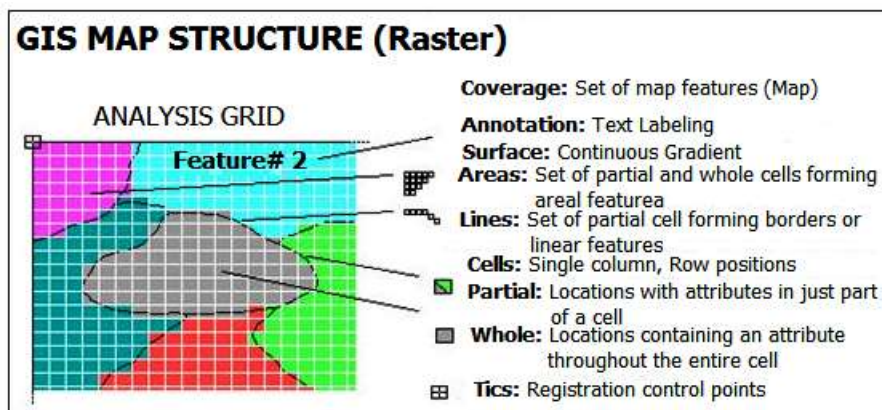 GIS MAP STRUCTURE (Raster)
ANALYSIS GRID
Feature# 2
Coverage: Set of map features (Map)
Annotation: Text Labeling
Surface: Continuous Gradient
Areas: Set of partial and whole cells forming
areal featurea
Lines: Set of partial cell forming borders or
linear features
Cells: Single column, Row positions
Partial: Locations with attributes in just part
of a cell
Whole: Locations containing an attribute
throughout the entire cell
Tics: Registration control points